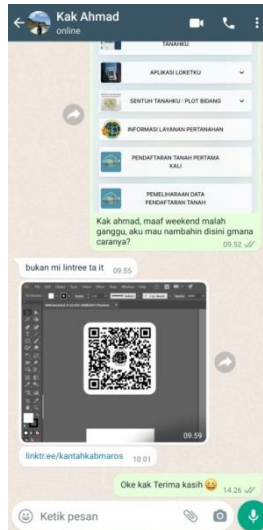 Kak Ahmad
online
TANAHKU
APLIKASI LOKETKU
SENTUH TANAHKU | PLOT BIDANG
INFORMASI LAYANAN PERTANAHAN
PENDAFTARAN TANAH PERTAMA
KALI
PEMELIHARAAN DATA
PENDAFTARAN TANAH
Kak ahmad, maaf weekend malah
ganggu, aku mau nambahin disini gmana
caranya?
09.52
bukan mi lintree ta it 09.55
09.59
linktr.ee/kantahkabmaros 10.01
Oke kak Terima kasih 😄 14.26
Ketik pesan